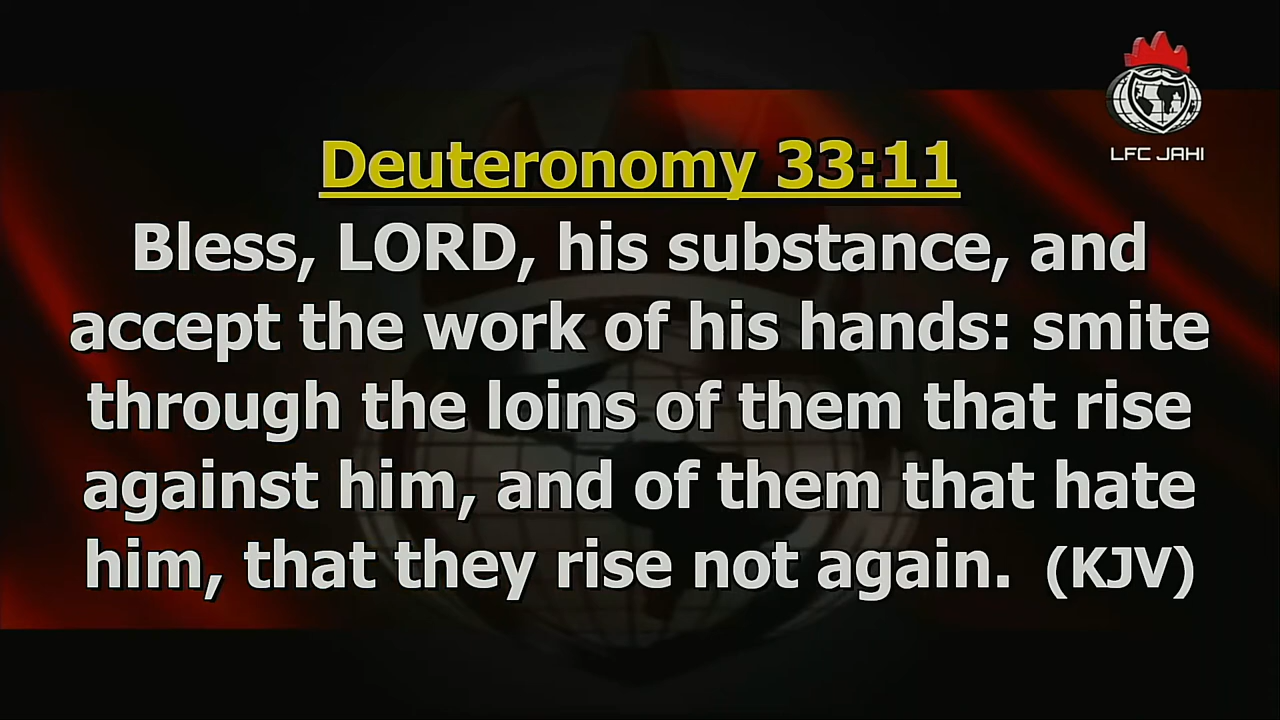 LFC JAHI
Deuteronomy 33:11
Bless, LORD, his substance, and
accept the work of his hands: smite
through the loins of them that rise
against him, and of them that hate
him, that they rise not again. (KJV)